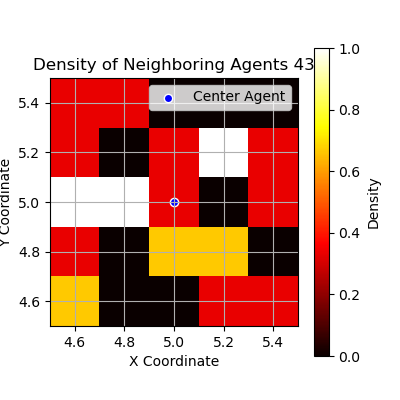 Density of Neighboring Agents 43
Center Agent
5.4
5.2
5.0
4.8
4.6
4.6 4.8 5.0 5.2 5.4
X Coordinate
Y Coordinate
1.0
0.8
0.6
0.4
0.2
0.0
Density